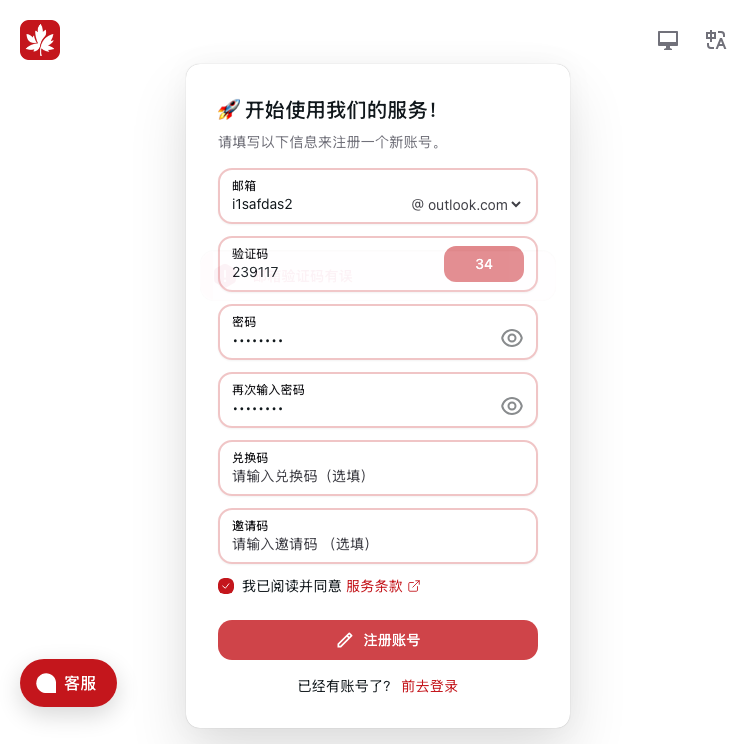 🚀 开始使用我们的服务!
请填写以下信息来注册一个新账号。
邮箱
i1safdas2
@ outlook.com
验证码
239117
34
验证码有误
密码
••••••••
再次输入密码
••••••••
兑换码
请输入兑换码（选填）
邀请码
请输入邀请码 （选填）
我已阅读并同意 服务条款
注册账号
已经有账号了? 前去登录
客服